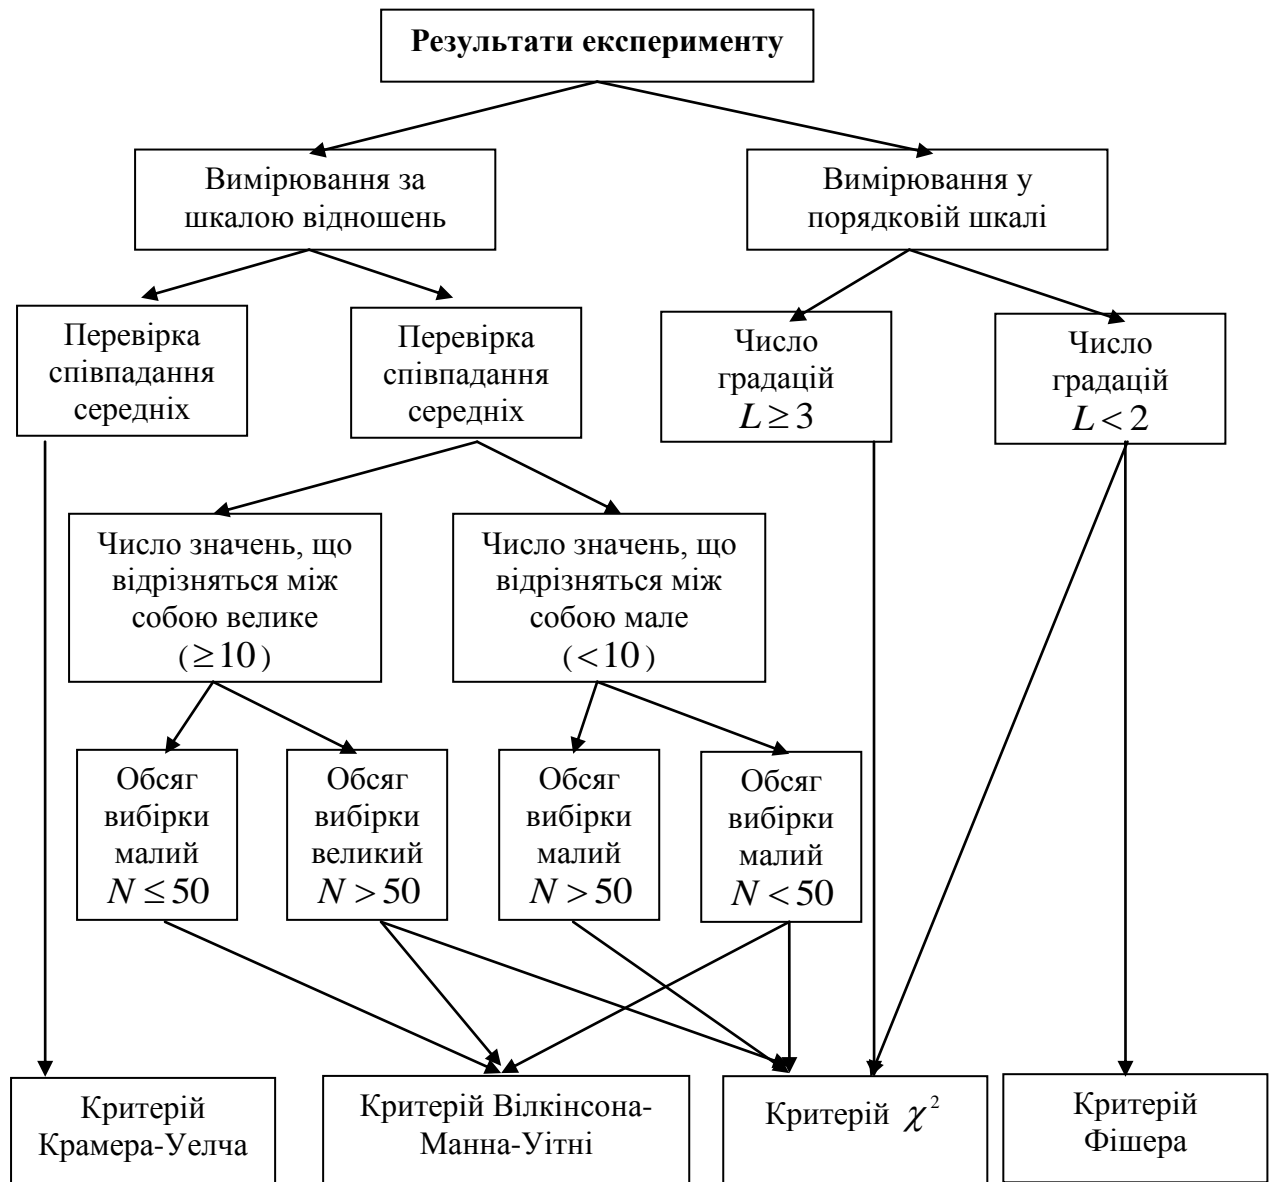 Результати експерименту
Вимірювання за
шкалою відношень
Вимірювання у
порядковій шкалі
Перевірка
співпадання
середніх
Перевірка
співпадання
середніх
Число
градацій
L ≥ 3
Число
градацій
L < 2
Число значень, що
відрізняться між
собою велике
(≥10)
Число значень, що
відрізняться між
собою мале
(<10)
Обсяг
вибірки
малий
N ≤ 50
Обсяг
вибірки
великий
N > 50
Обсяг
вибірки
малий
N > 50
Обсяг
вибірки
малий
N < 50
Критерій
Крамера-Уелча
Критерій Вілкінсона-
Манна-Уітні
Критерій χ²
Критерій
Фішера